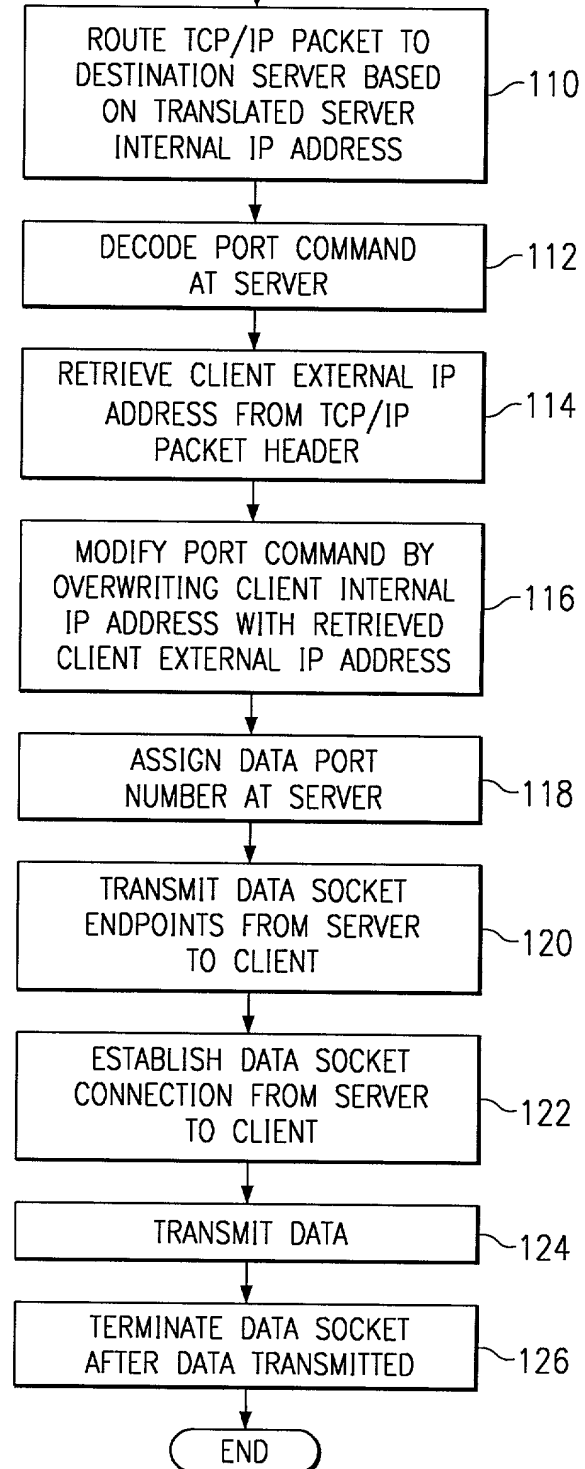 ROUTE TCP/IP PACKET TO
DESTINATION SERVER BASED
ON TRANSLATED SERVER
INTERNAL IP ADDRESS
110
DECODE PORT COMMAND
AT SERVER
112
RETRIEVE CLIENT EXTERNAL IP
ADDRESS FROM TCP/IP
PACKET HEADER
114
MODIFY PORT COMMAND BY
OVERWRITING CLIENT INTERNAL
IP ADDRESS WITH RETRIEVED
CLIENT EXTERNAL IP ADDRESS
116
ASSIGN DATA PORT
NUMBER AT SERVER
118
TRANSMIT DATA SOCKET
ENDPOINTS FROM SERVER
TO CLIENT
120
ESTABLISH DATA SOCKET
CONNECTION FROM SERVER
TO CLIENT
122
TRANSMIT DATA
124
TERMINATE DATA SOCKET
AFTER DATA TRANSMITTED
126
END